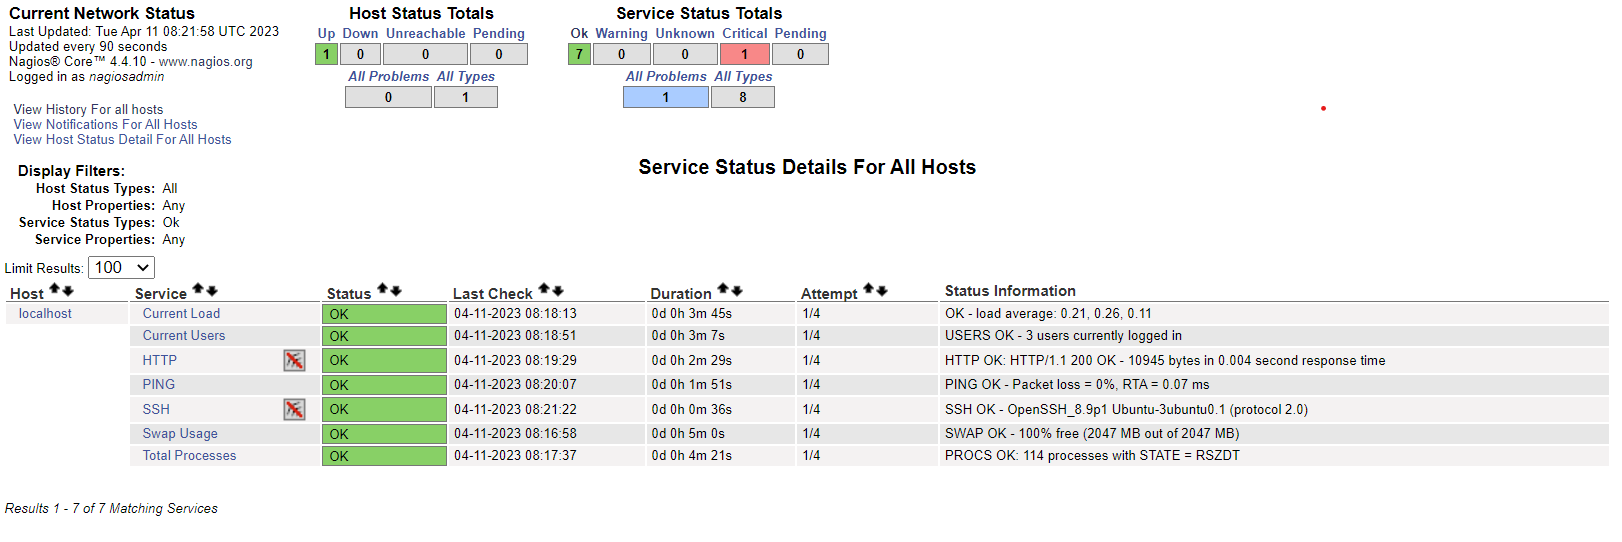 Current Network Status
Last Updated: Tue Apr 11 08:21:58 UTC 2023
Updated every 90 seconds
Nagios® Core™ 4.4.10 - www.nagios.org
Logged in as nagiosadmin
View History For all hosts
View Notifications For All Hosts
View Host Status Detail For All Hosts
Host Status Totals
Up Down Unreachable Pending
1 0 0 0
All Problems All Types
0 1
Service Status Totals
Ok Warning Unknown Critical Pending
7 0 0 1 0
All Problems All Types
1 8
Display Filters:
Host Status Types: All
Host Properties: Any
Service Status Types: Ok
Service Properties: Any
Service Status Details For All Hosts
Limit Results: 100
Host Service Status Last Check Duration Attempt Status Information
localhost Current Load OK 04-11-2023 08:18:13 0d 0h 3m 45s 1/4 OK - load average: 0.21, 0.26, 0.11
Current Users OK 04-11-2023 08:18:51 0d 0h 3m 7s 1/4 USERS OK - 3 users currently logged in
HTTP OK 04-11-2023 08:19:29 0d 0h 2m 29s 1/4 HTTP OK: HTTP/1.1 200 OK - 10945 bytes in 0.004 second response time
PING OK 04-11-2023 08:20:07 0d 0h 1m 51s 1/4 PING OK - Packet loss = 0%, RTA = 0.07 ms
SSH OK 04-11-2023 08:21:22 0d 0h 0m 36s 1/4 SSH OK - OpenSSH_8.9p1 Ubuntu-3ubuntu0.1 (protocol 2.0)
Swap Usage OK 04-11-2023 08:16:58 0d 0h 5m 0s 1/4 SWAP OK - 100% free (2047 MB out of 2047 MB)
Total Processes OK 04-11-2023 08:17:37 0d 0h 4m 21s 1/4 PROCS OK: 114 processes with STATE = RSZDT
Results 1 - 7 of 7 Matching Services